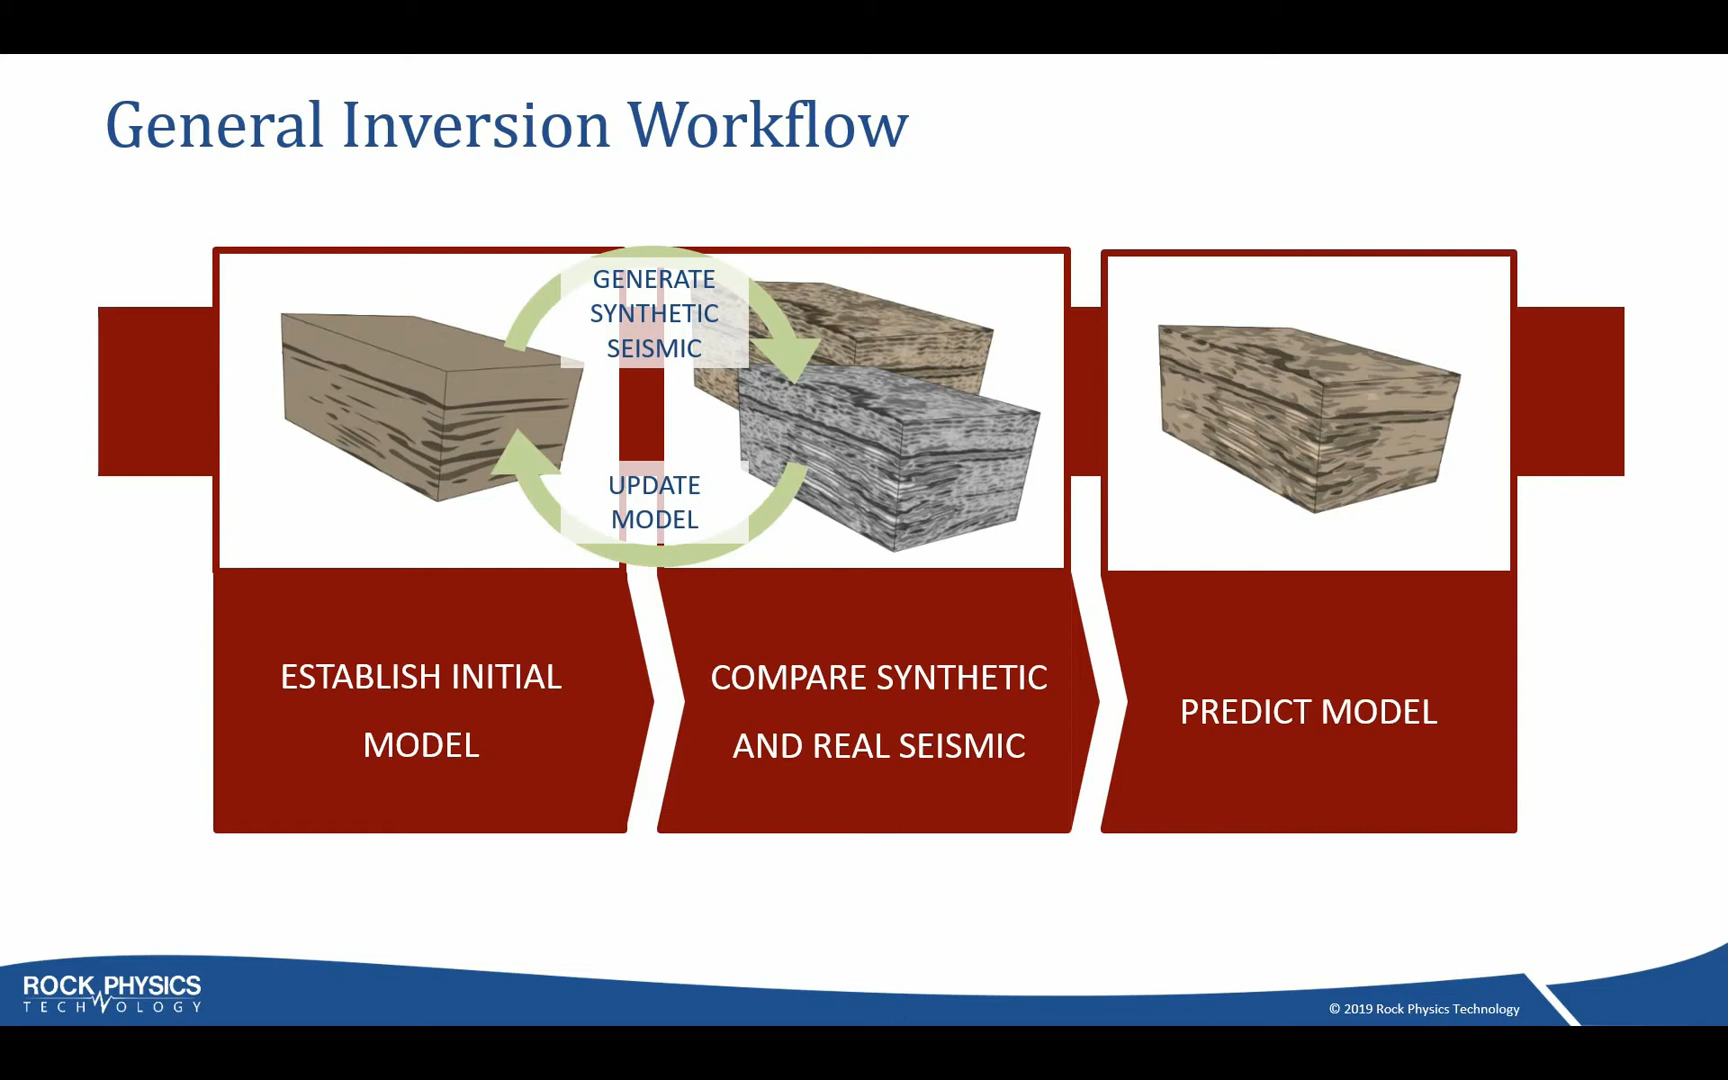 General Inversion Workflow
GENERATE
SYNTHETIC
SEISMIC
UPDATE
MODEL
ESTABLISH INITIAL
MODEL
COMPARE SYNTHETIC
AND REAL SEISMIC
PREDICT MODEL
ROCK PHYSICS
TECHNOLOGY
© 2019 Rock Physics Technology